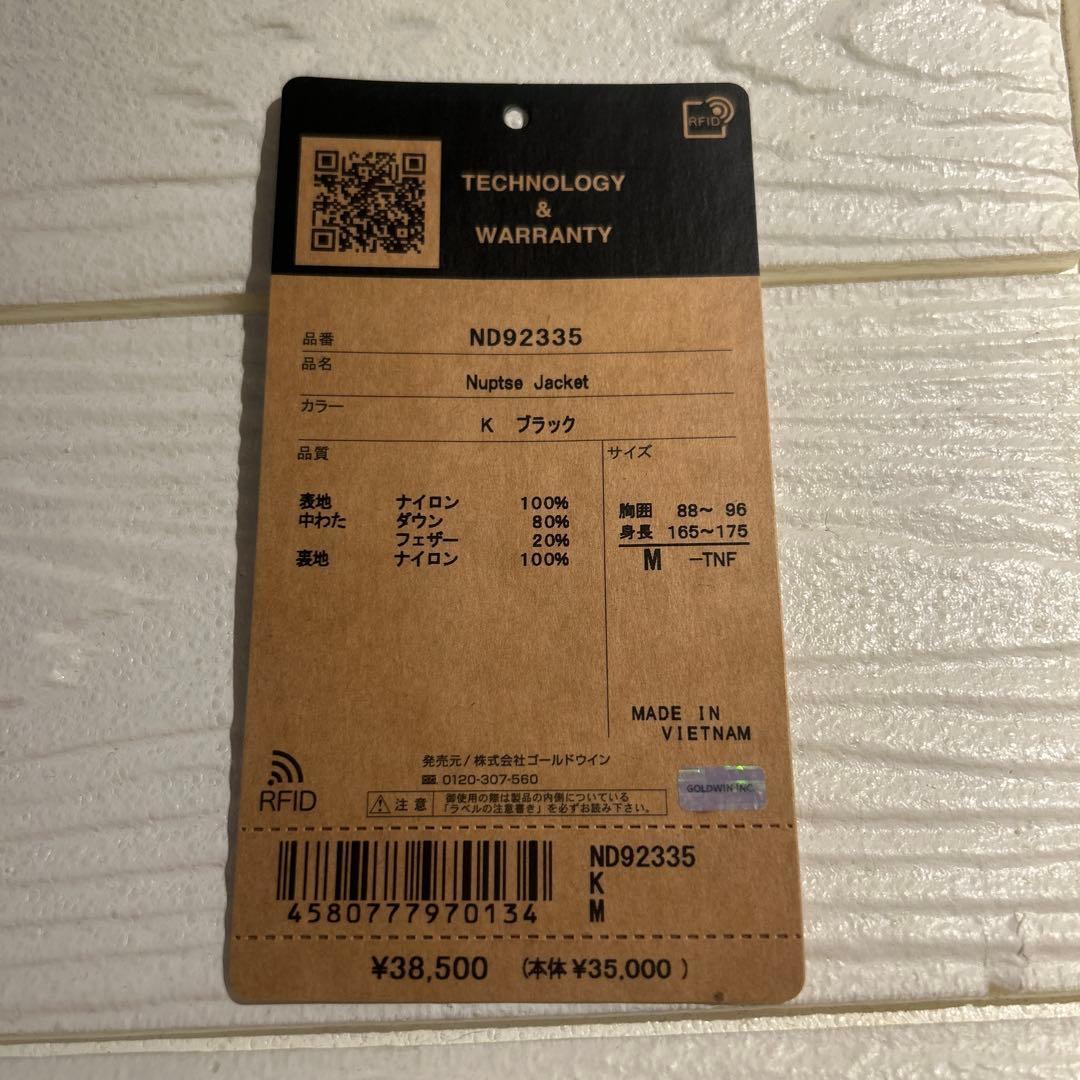 RFID
TECHNOLOGY
&
WARRANTY
品番 ND92335
品名 Nuptse Jacket
カラー K ブラック
品質
表地 ナイロン 100%
中わた ダウン 80%
フェザー 20%
裏地 ナイロン 100%
サイズ
胸囲 88～ 96
身長 165～175
M －TNF
MADE IN
VIETNAM
発売元/株式会社ゴールドウイン
0120-307-560
RFID
注意
御使用の際は製品の内側についている
「ラベルの注意書き」を必ずお読み下さい。
GOLDWIN INC.
4580777970134
ND92335
K
M
¥38,500 (本体¥35,000)